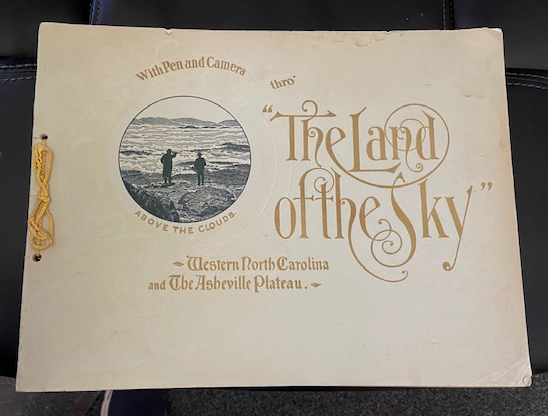 With Pen and Camera
thro'
"The Land
of the Sky"
ABOVE THE CLOUDS.
Western North Carolina
and The Asheville Plateau.